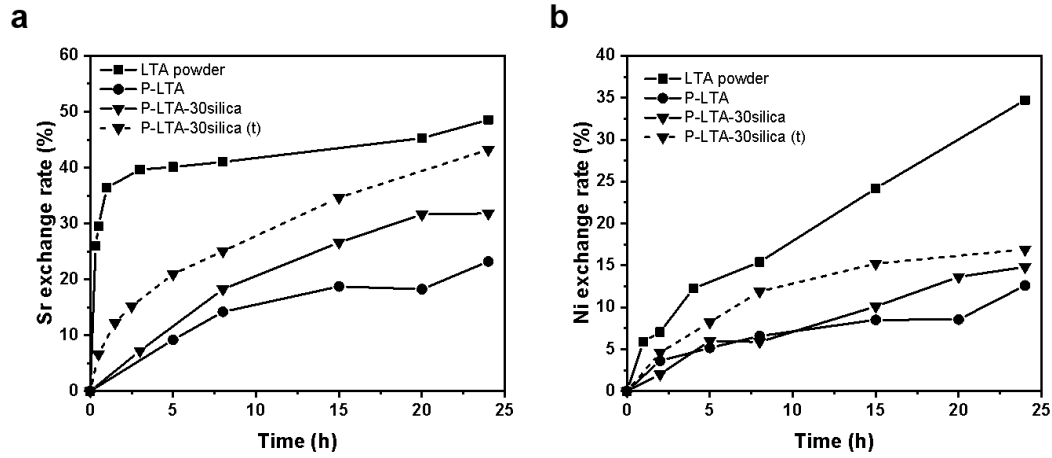 a
60
50
40
30
20
10
0
Sr exchange rate (%)
LTA powder
P-LTA
P-LTA-30silica
P-LTA-30silica (t)
0 5 10 15 20 25
Time (h)
b
40
35
30
25
20
15
10
5
0
Ni exchange rate (%)
LTA powder
P-LTA
P-LTA-30silica
P-LTA-30silica (t)
0 5 10 15 20 25
Time (h)